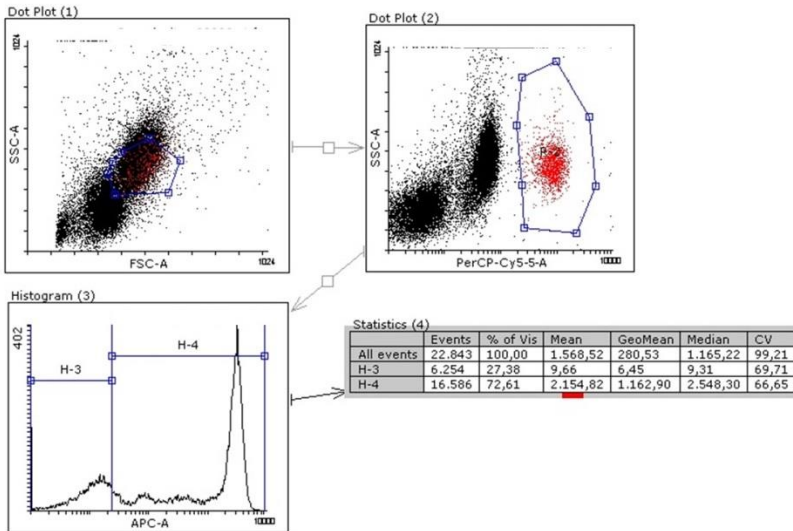 Dot Plot (1)
1024
SSC-A
FSC-A
1024
Dot Plot (2)
1024
SSC-A
PerCP-Cy5-5-A
10000
Histogram (3)
402
H-3
H-4
APC-A
10000
Statistics (4)
Events % of Vis Mean GeoMean Median CV
All events 22.843 100,00 1.568,52 280,53 1.165,22 99,21
H-3 6.254 27,38 9,66 6,45 9,31 69,71
H-4 16.586 72,61 2.154,82 1.162,90 2.548,30 66,65